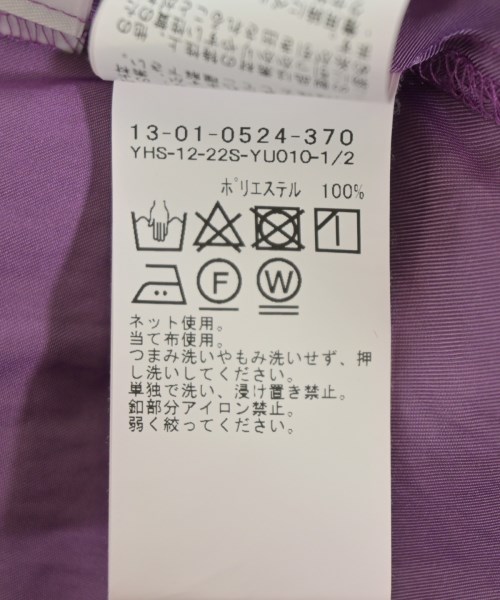 13-01-0524-370
YHS-12-22S-YU010-1/2
ポリエステル 100%
F
W
ネット使用。
当て布使用。
つまみ洗いやもみ洗いせず、押
し洗いしてください。
単独で洗い、浸け置き禁止。
釦部分アイロン禁止。
弱く絞ってください。